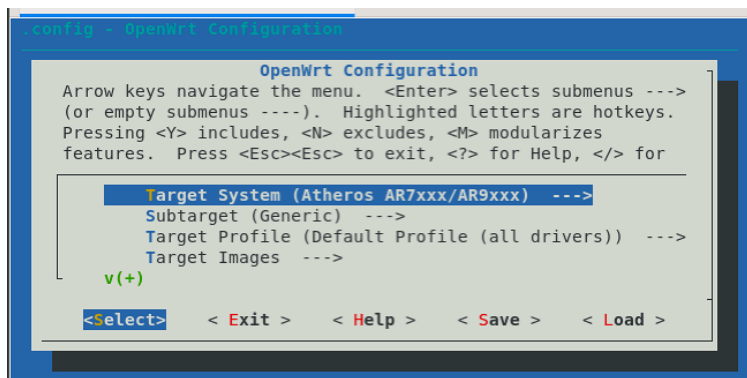 .config - OpenWrt Configuration
OpenWrt Configuration
Arrow keys navigate the menu.  <Enter> selects submenus --->
(or empty submenus ----).  Highlighted letters are hotkeys.
Pressing <Y> includes, <N> excludes, <M> modularizes
features.  Press <Esc><Esc> to exit, <?> for Help, </> for
Target System (Atheros AR7xxx/AR9xxx)  --->
Subtarget (Generic)  --->
Target Profile (Default Profile (all drivers))  --->
Target Images  --->
v(+)
<Select>    < Exit >    < Help >    < Save >    < Load >